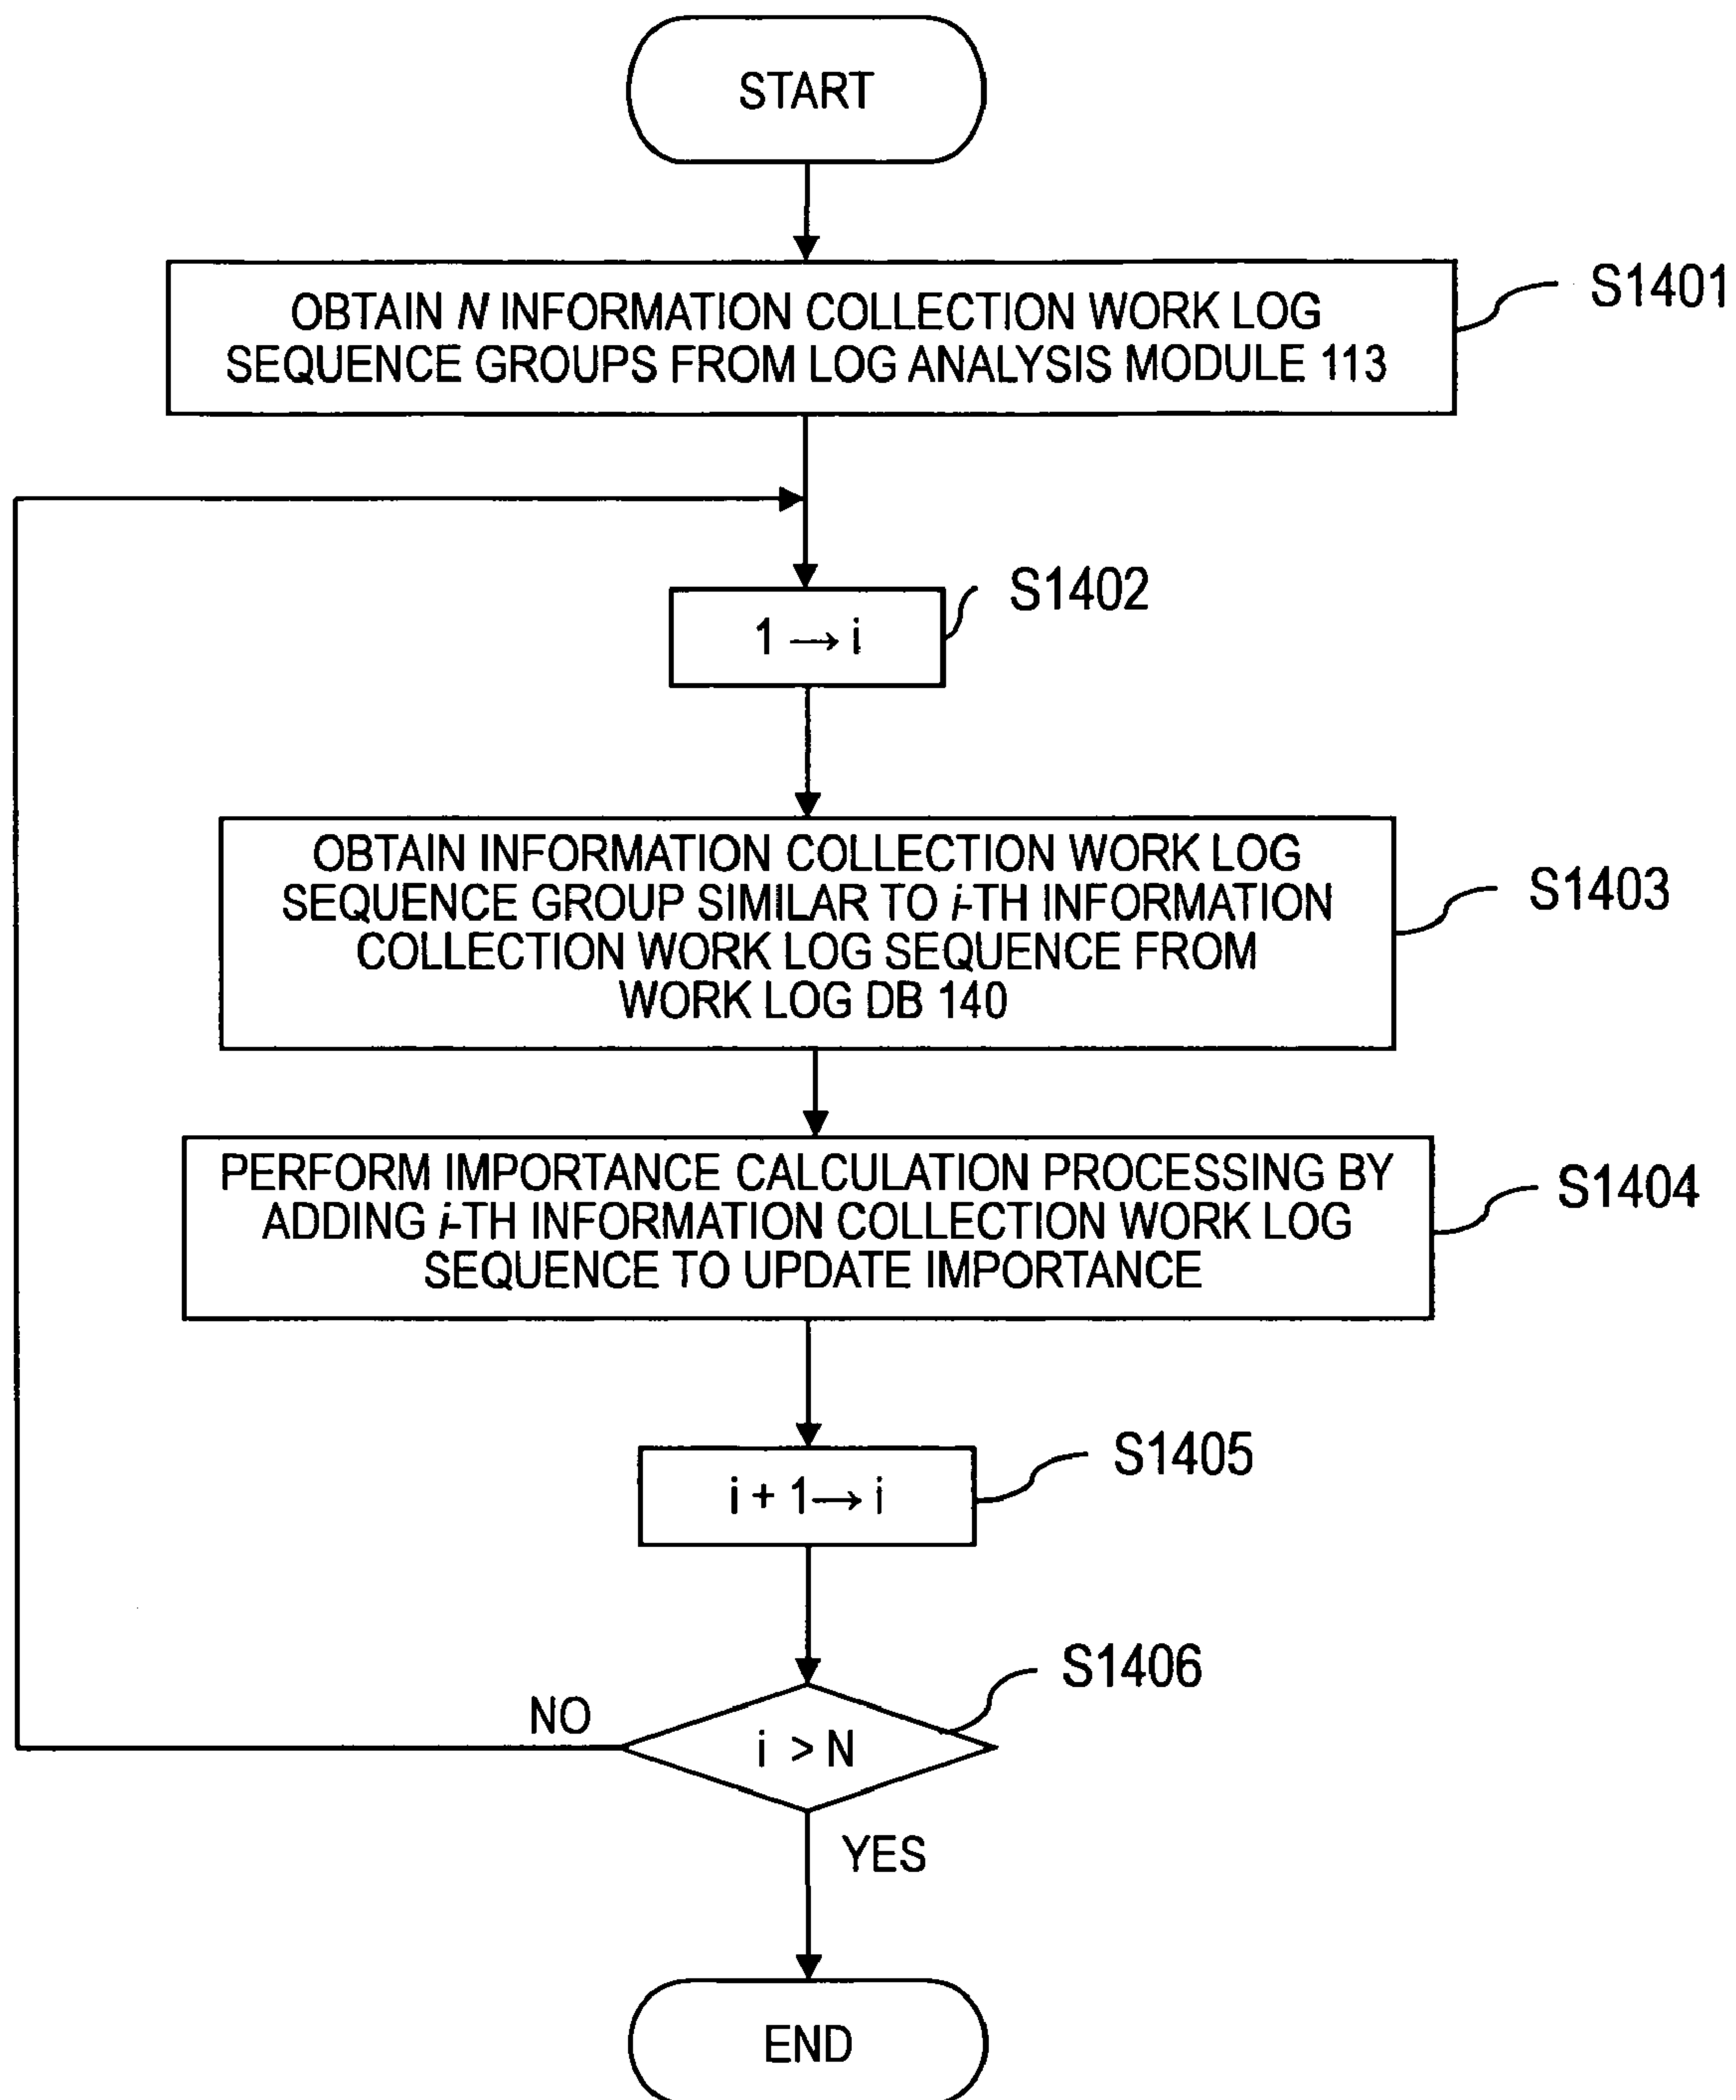 START
OBTAIN N INFORMATION COLLECTION WORK LOG
SEQUENCE GROUPS FROM LOG ANALYSIS MODULE 113
S1401
1 → i
S1402
OBTAIN INFORMATION COLLECTION WORK LOG
SEQUENCE GROUP SIMILAR TO i-TH INFORMATION
COLLECTION WORK LOG SEQUENCE FROM
WORK LOG DB 140
S1403
PERFORM IMPORTANCE CALCULATION PROCESSING BY
ADDING i-TH INFORMATION COLLECTION WORK LOG
SEQUENCE TO UPDATE IMPORTANCE
S1404
i + 1 → i
S1405
i > N
S1406
NO
YES
END